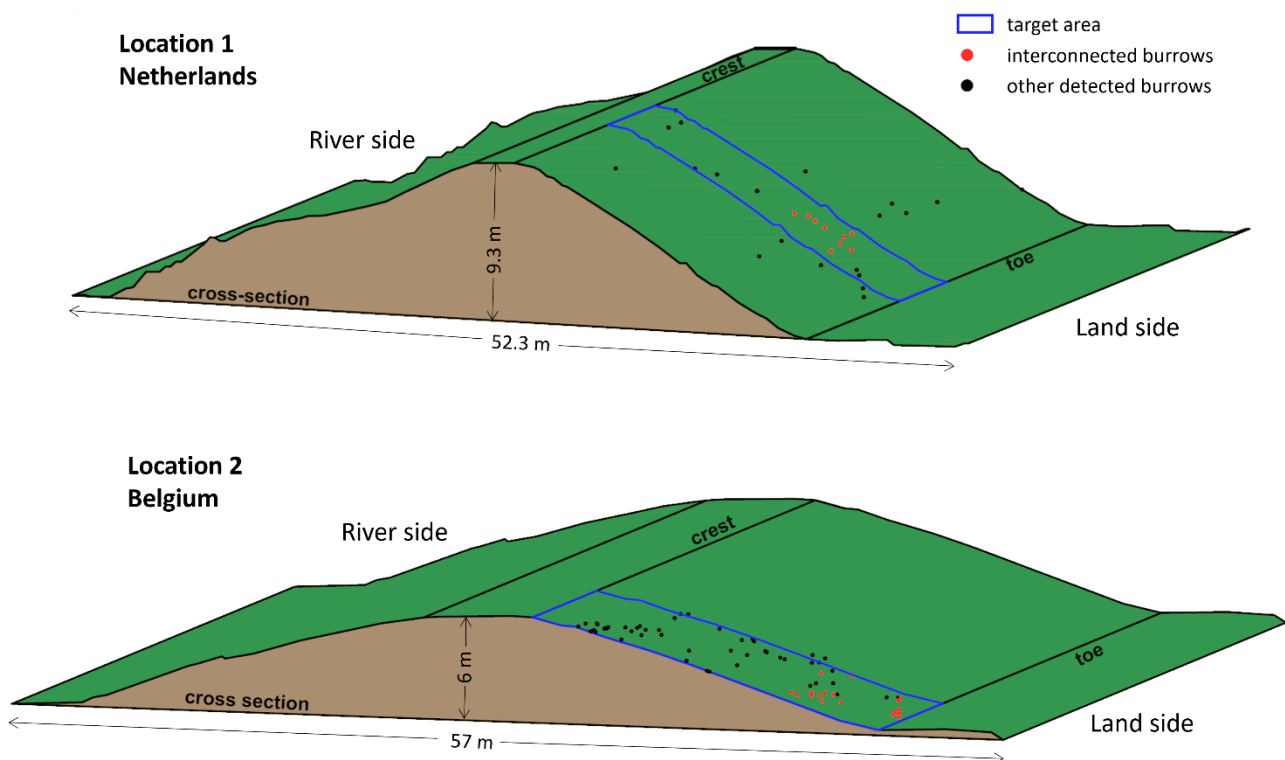 Location 1
Netherlands
target area
interconnected burrows
other detected burrows
crest
River side
9.3 m
cross-section
toe
52.3 m
Land side
Location 2
Belgium
River side
crest
6 m
toe
cross section
Land side
57 m